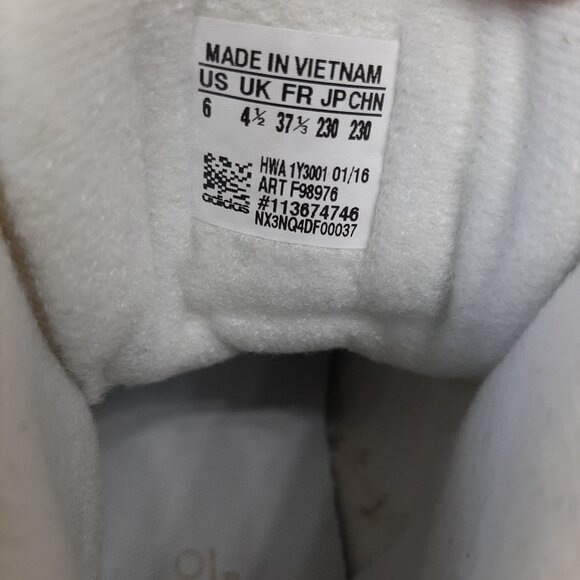 MADE IN VIETNAM
US UK FR JP CHN
6 4½ 37⅓ 230 230
HWA 1Y3001 01/16
ART F98976
#113674746
adidas
NX3NQ4DF00037